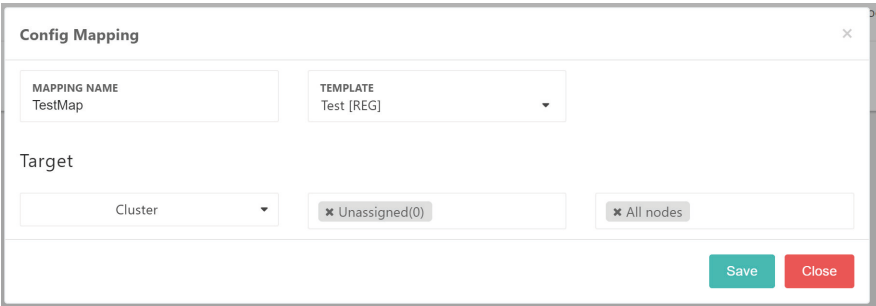 Config Mapping ×
MAPPING NAME
TestMap
TEMPLATE
Test [REG]
Target
Cluster
✖ Unassigned(0)
✖ All nodes
Save Close